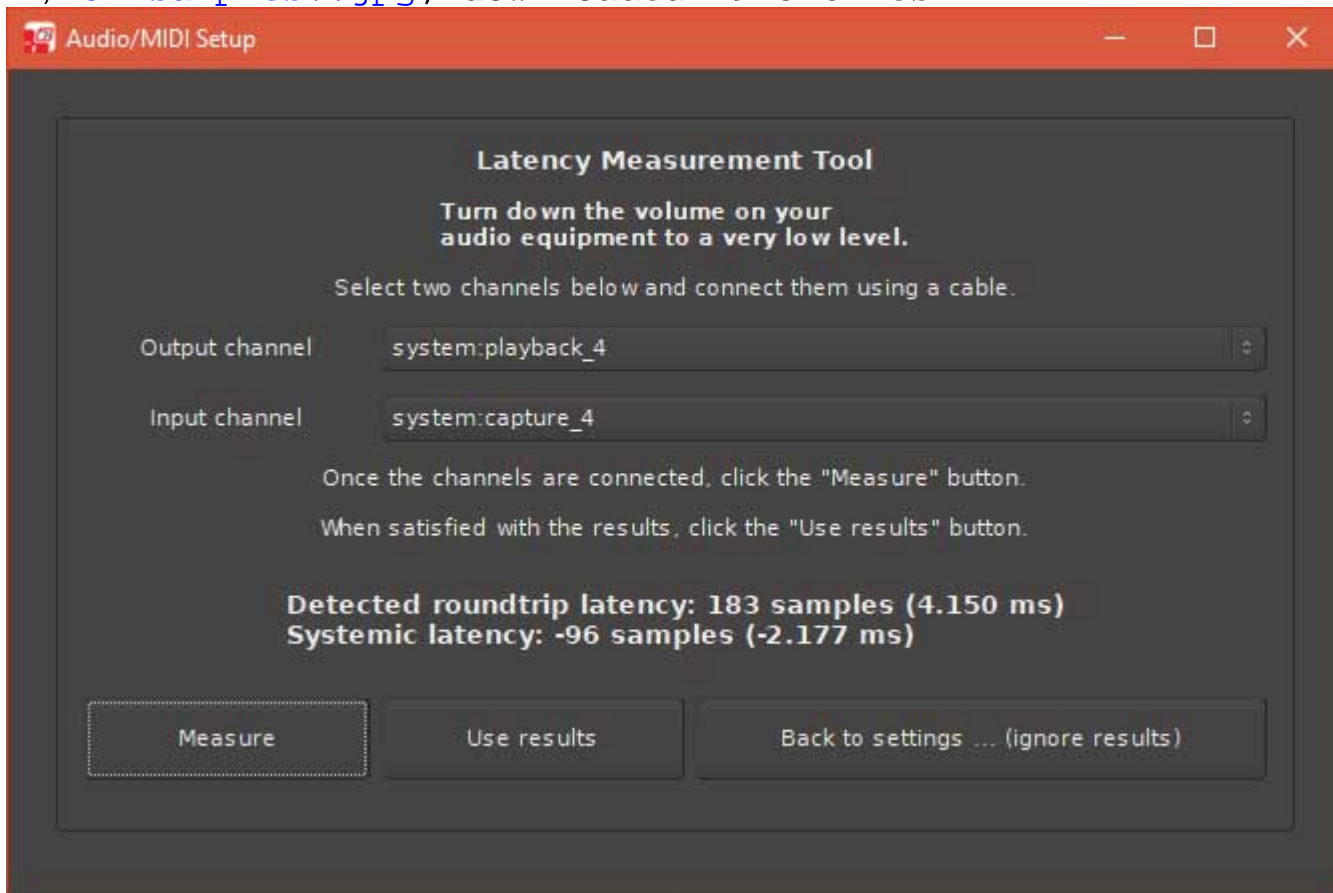 Audio/MIDI Setup
Latency Measurement Tool
Turn down the volume on your
audio equipment to a very low level.
Select two channels below and connect them using a cable.
Output channel system:playback_4
Input channel system:capture_4
Once the channels are connected, click the "Measure" button.
When satisfied with the results, click the "Use results" button.
Detected roundtrip latency: 183 samples (4.150 ms)
Systemic latency: -96 samples (-2.177 ms)
Measure Use results Back to settings ... (ignore results)